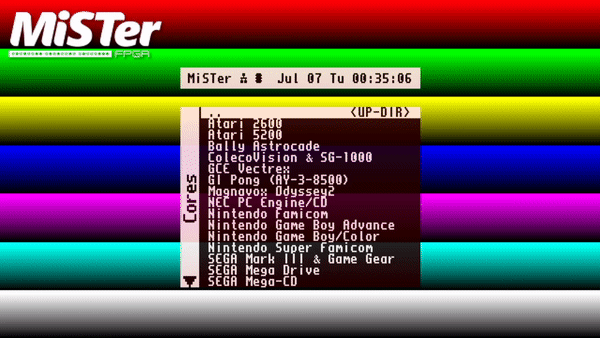 MiSTer
FPGA
MiSTer Jul 07 Tu 00:35:06
.. <UP-DIR>
Atari 2600
Atari 5200
Bally Astrocade
ColecoVision & SG-1000
GCE Vectrex
GI Pong (AY-3-8500)
Magnavox Odyssey2
NEC PC Engine/CD
Nintendo Famicom
Nintendo Game Boy Advance
Nintendo Game Boy/Color
Nintendo Super Famicom
SEGA Mark III & Game Gear
SEGA Mega Drive
SEGA Mega-CD
Cores